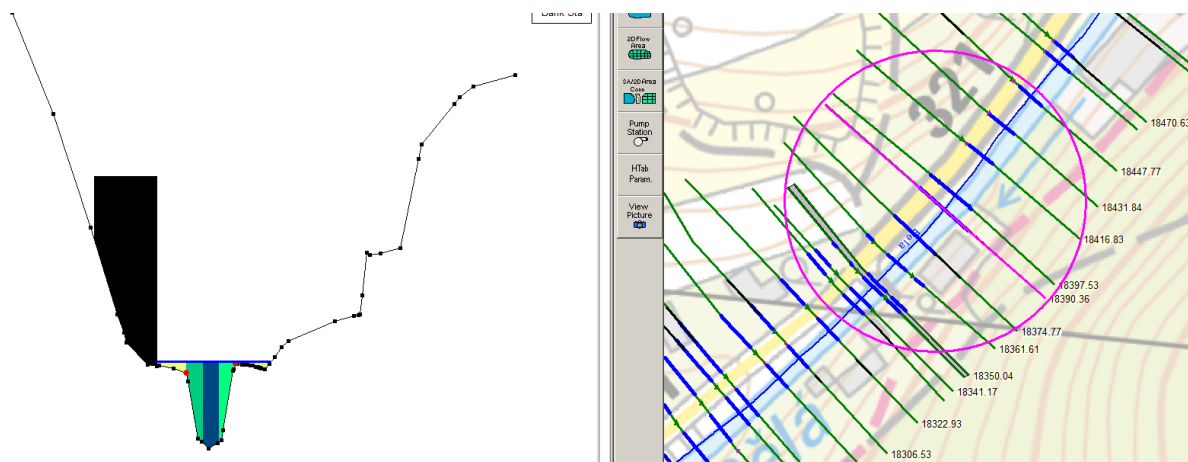 Bank Sta
2D Flow
Area
SA/2D Area
Conn
Pump
Station
HTab
Param.
View
Picture
321
Bělá
18470.63
18447.77
18431.84
18416.83
18397.53
18390.36
18374.77
18361.61
18350.04
18341.17
18322.93
18306.53